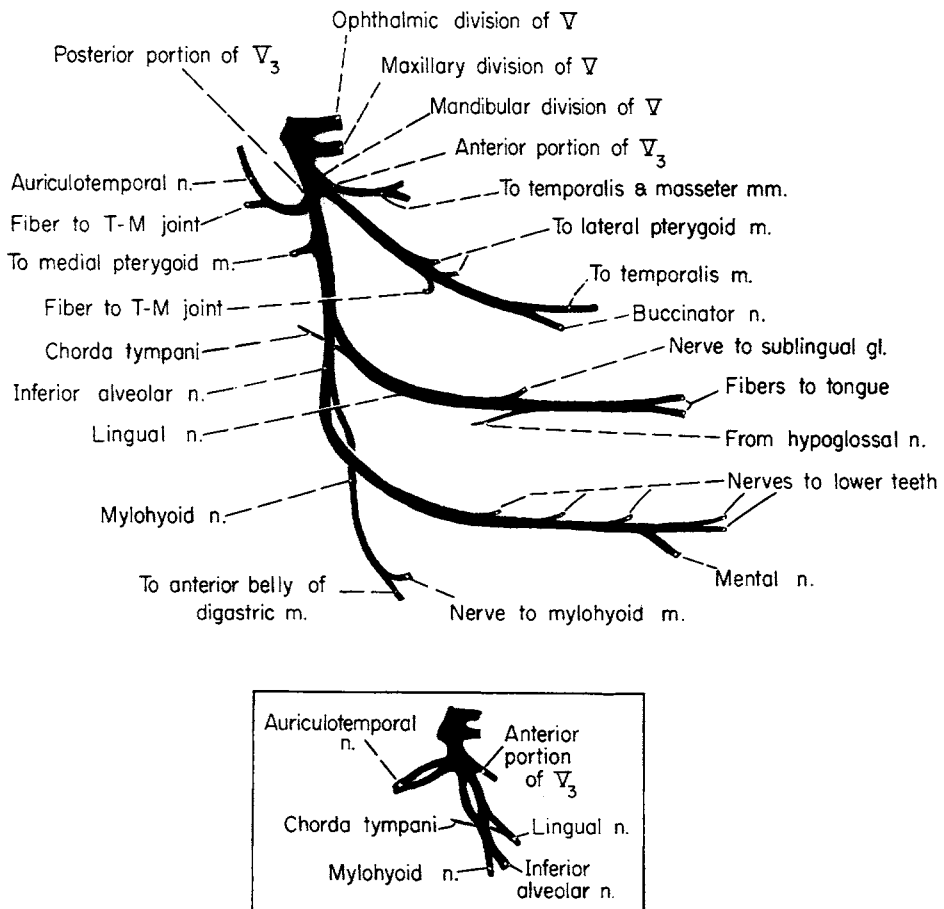 Ophthalmic division of V
Posterior portion of V3
Maxillary division of V
Mandibular division of V
Anterior portion of V3
Auriculotemporal n.
To temporalis & masseter mm.
Fiber to T-M joint
To lateral pterygoid m.
To medial pterygoid m.
To temporalis m.
Fiber to T-M joint
Buccinator n.
Chorda tympani
Nerve to sublingual gl.
Inferior alveolar n.
Fibers to tongue
Lingual n.
From hypoglossal n.
Nerves to lower teeth
Mylohyoid n.
Mental n.
To anterior belly of
digastric m.
Nerve to mylohyoid m.
Auriculotemporal
n.
Anterior
portion
of V3
Chorda tympani
Lingual n.
Mylohyoid n.
Inferior
alveolar n.